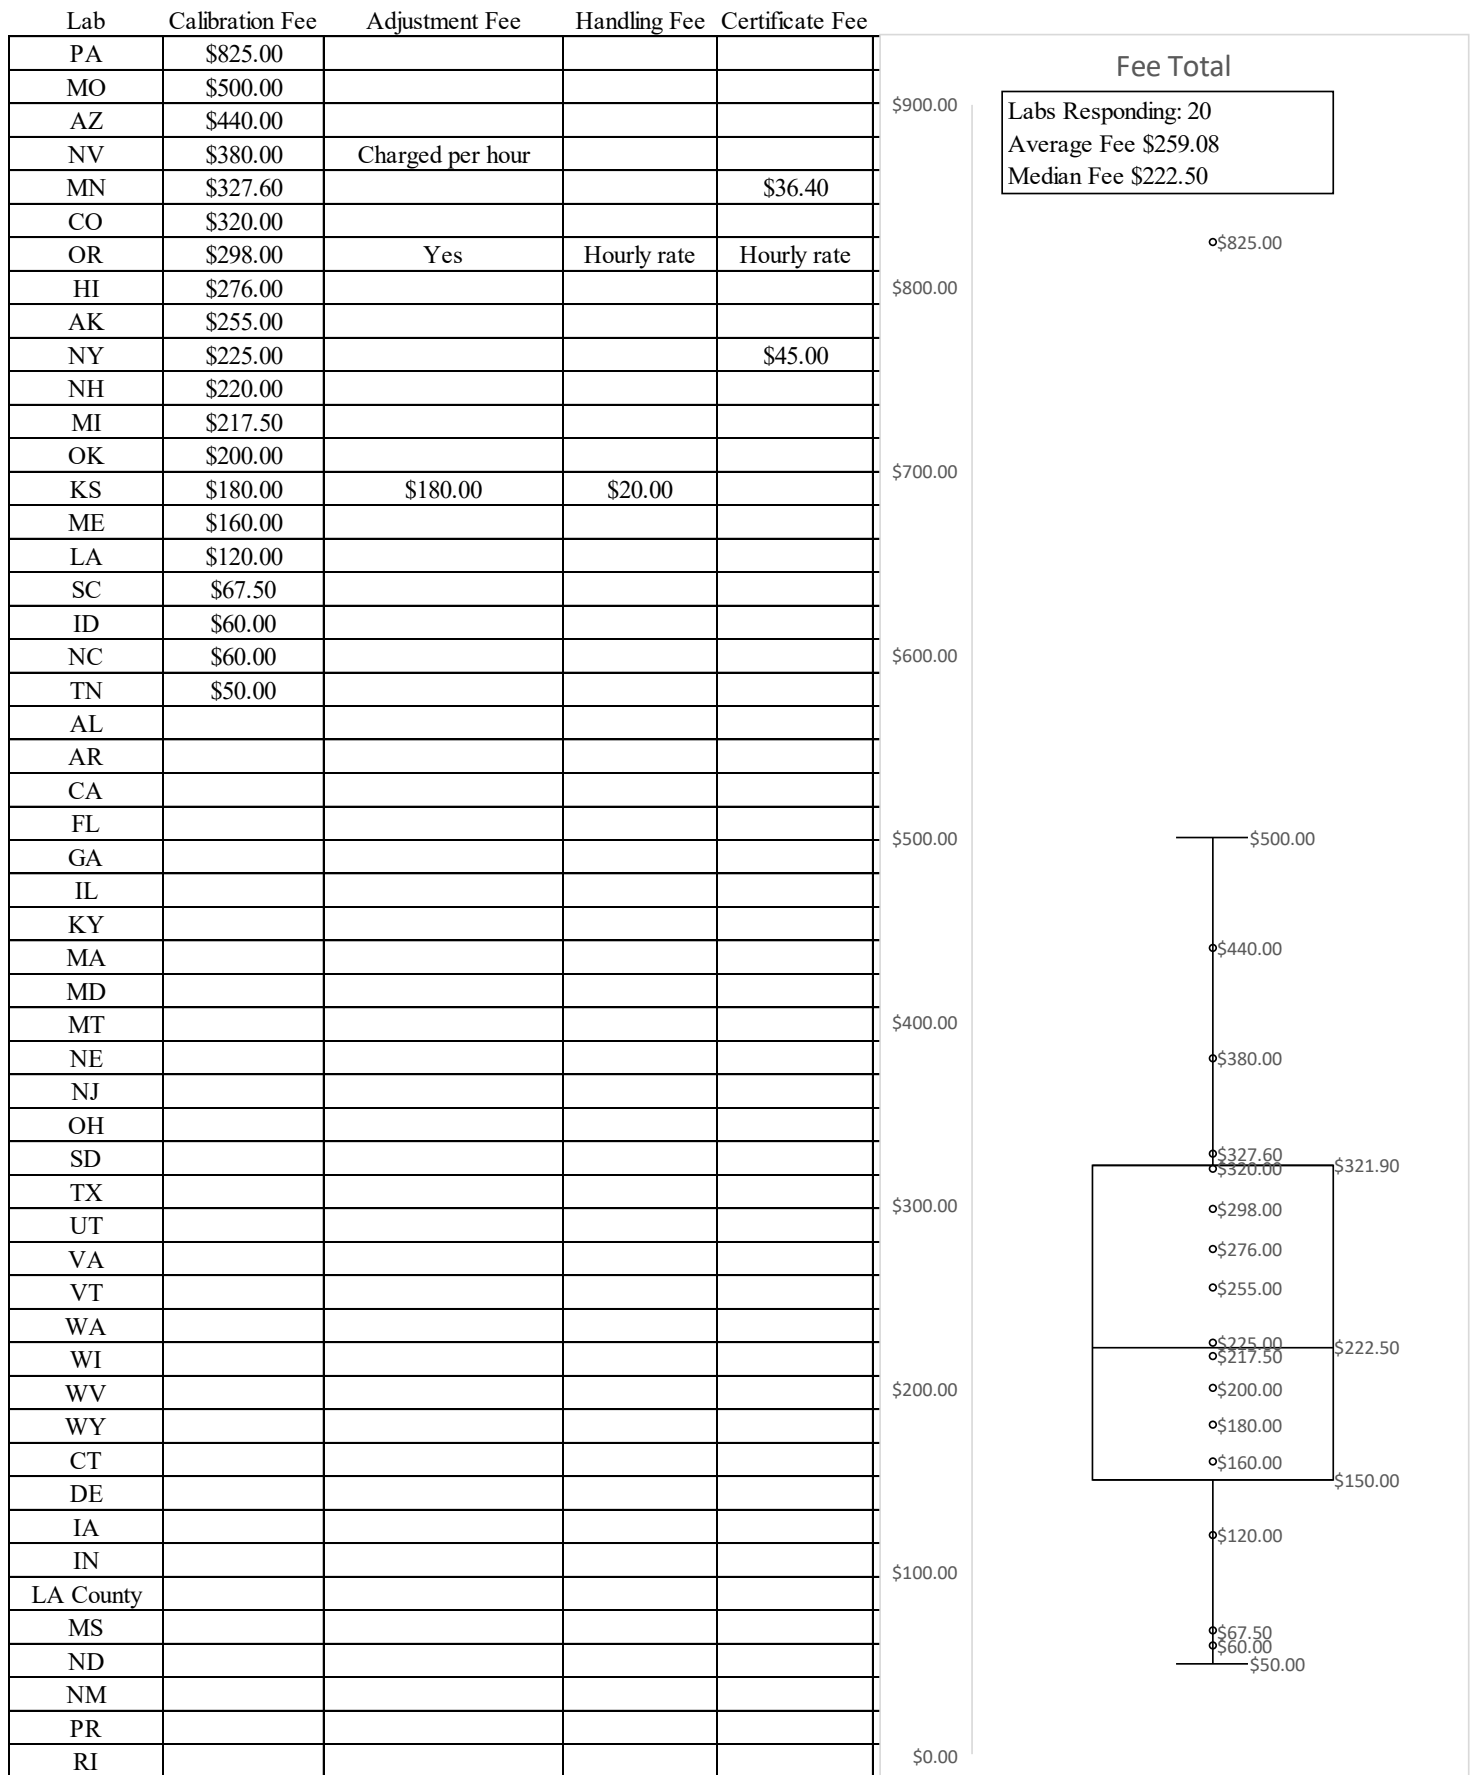 Lab Calibration Fee Adjustment Fee Handling Fee Certificate Fee
PA $825.00
MO $500.00
AZ $440.00
NV $380.00 Charged per hour
MN $327.60 $36.40
CO $320.00
OR $298.00 Yes Hourly rate Hourly rate
HI $276.00
AK $255.00
NY $225.00 $45.00
NH $220.00
MI $217.50
OK $200.00
KS $180.00 $180.00 $20.00
ME $160.00
LA $120.00
SC $67.50
ID $60.00
NC $60.00
TN $50.00
AL
AR
CA
FL
GA
IL
KY
MA
MD
MT
NE
NJ
OH
SD
TX
UT
VA
VT
WA
WI
WV
WY
CT
DE
IA
IN
LA County
MS
ND
NM
PR
RI
Fee Total
Labs Responding: 20
Average Fee $259.08
Median Fee $222.50
$900.00
$800.00
$700.00
$600.00
$500.00
$400.00
$300.00
$200.00
$100.00
$0.00
$825.00
$500.00
$440.00
$380.00
$327.60
$320.00
$321.90
$298.00
$276.00
$255.00
$225.00
$222.50
$217.50
$200.00
$180.00
$160.00
$150.00
$120.00
$67.50
$60.00
$50.00